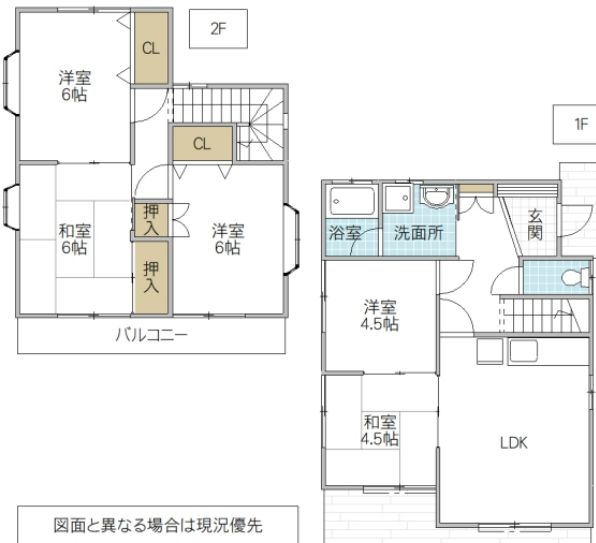 2F
CL
洋室
6帖
CL
和室
6帖
押
入
洋室
6帖
押
入
バルコニー
1F
浴室
洗面所
玄
関
洋室
4.5帖
和室
4.5帖
LDK
図面と異なる場合は現況優先